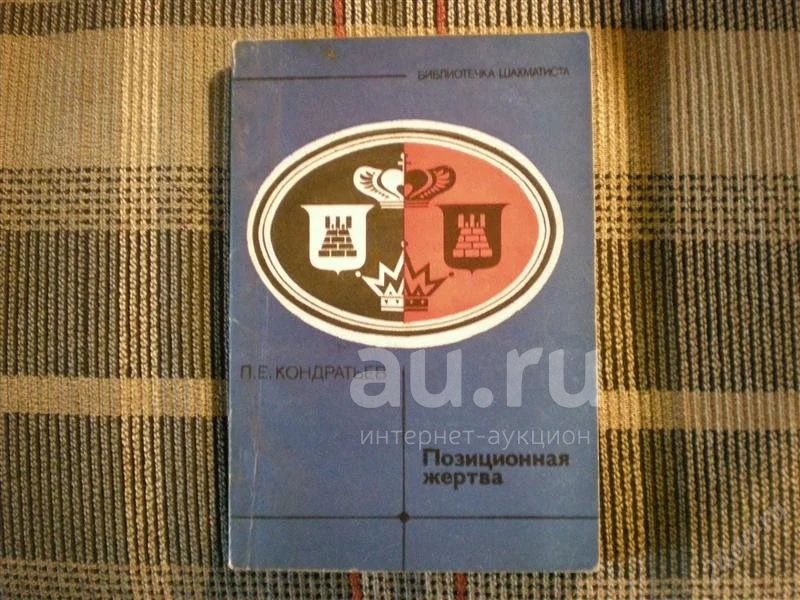 БИБЛИОТЕЧКА ШАХМАТИСТА
П.Е. КОНДРАТЬЕВ
au.ru
интернет-аукцион
Позиционная
жертва